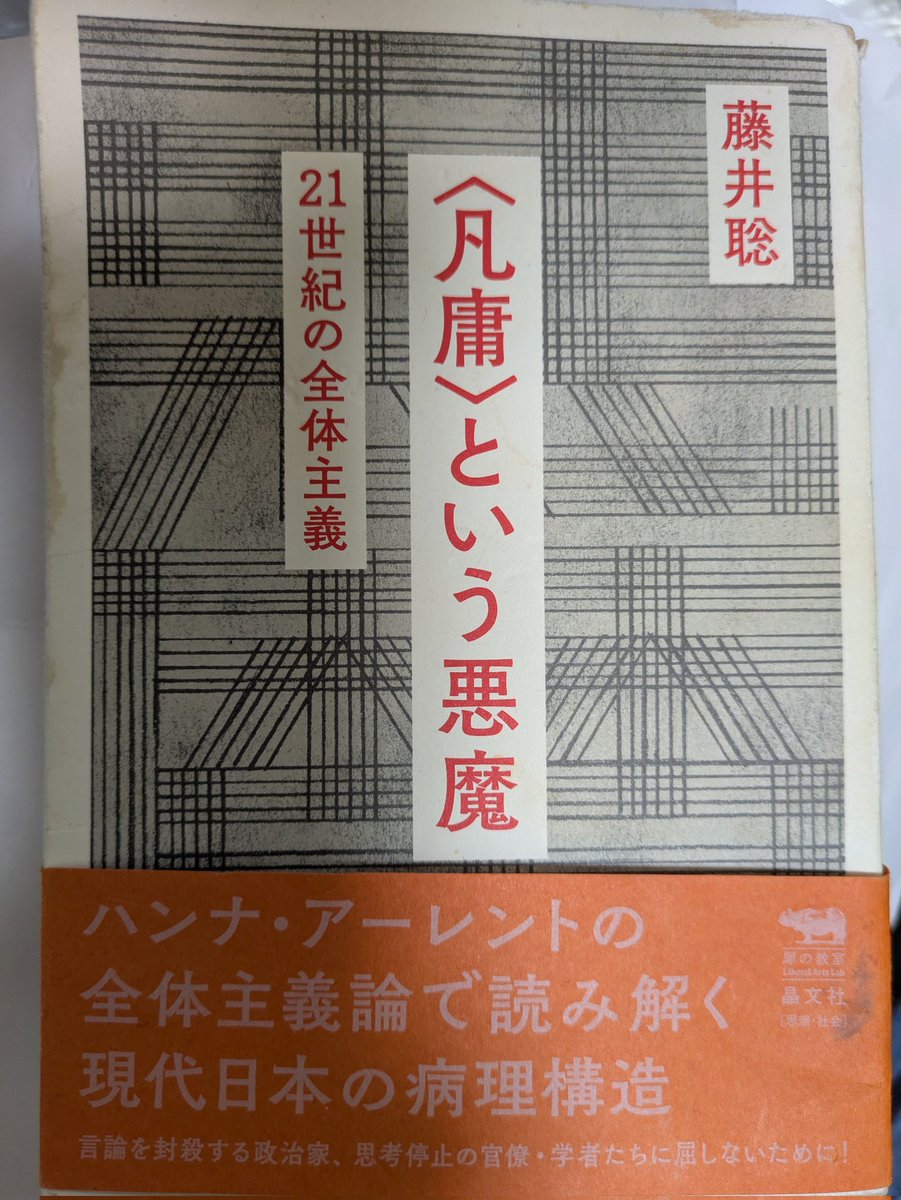 藤井聡
〈凡庸〉という悪魔
21世紀の全体主義
ハンナ・アーレントの
全体主義論で読み解く
現代日本の病理構造
言論を封殺する政治家、思考停止の官僚・学者たちに屈しないために!
犀の教室
Liberal Arts Lab
晶文社
[思想・社会]